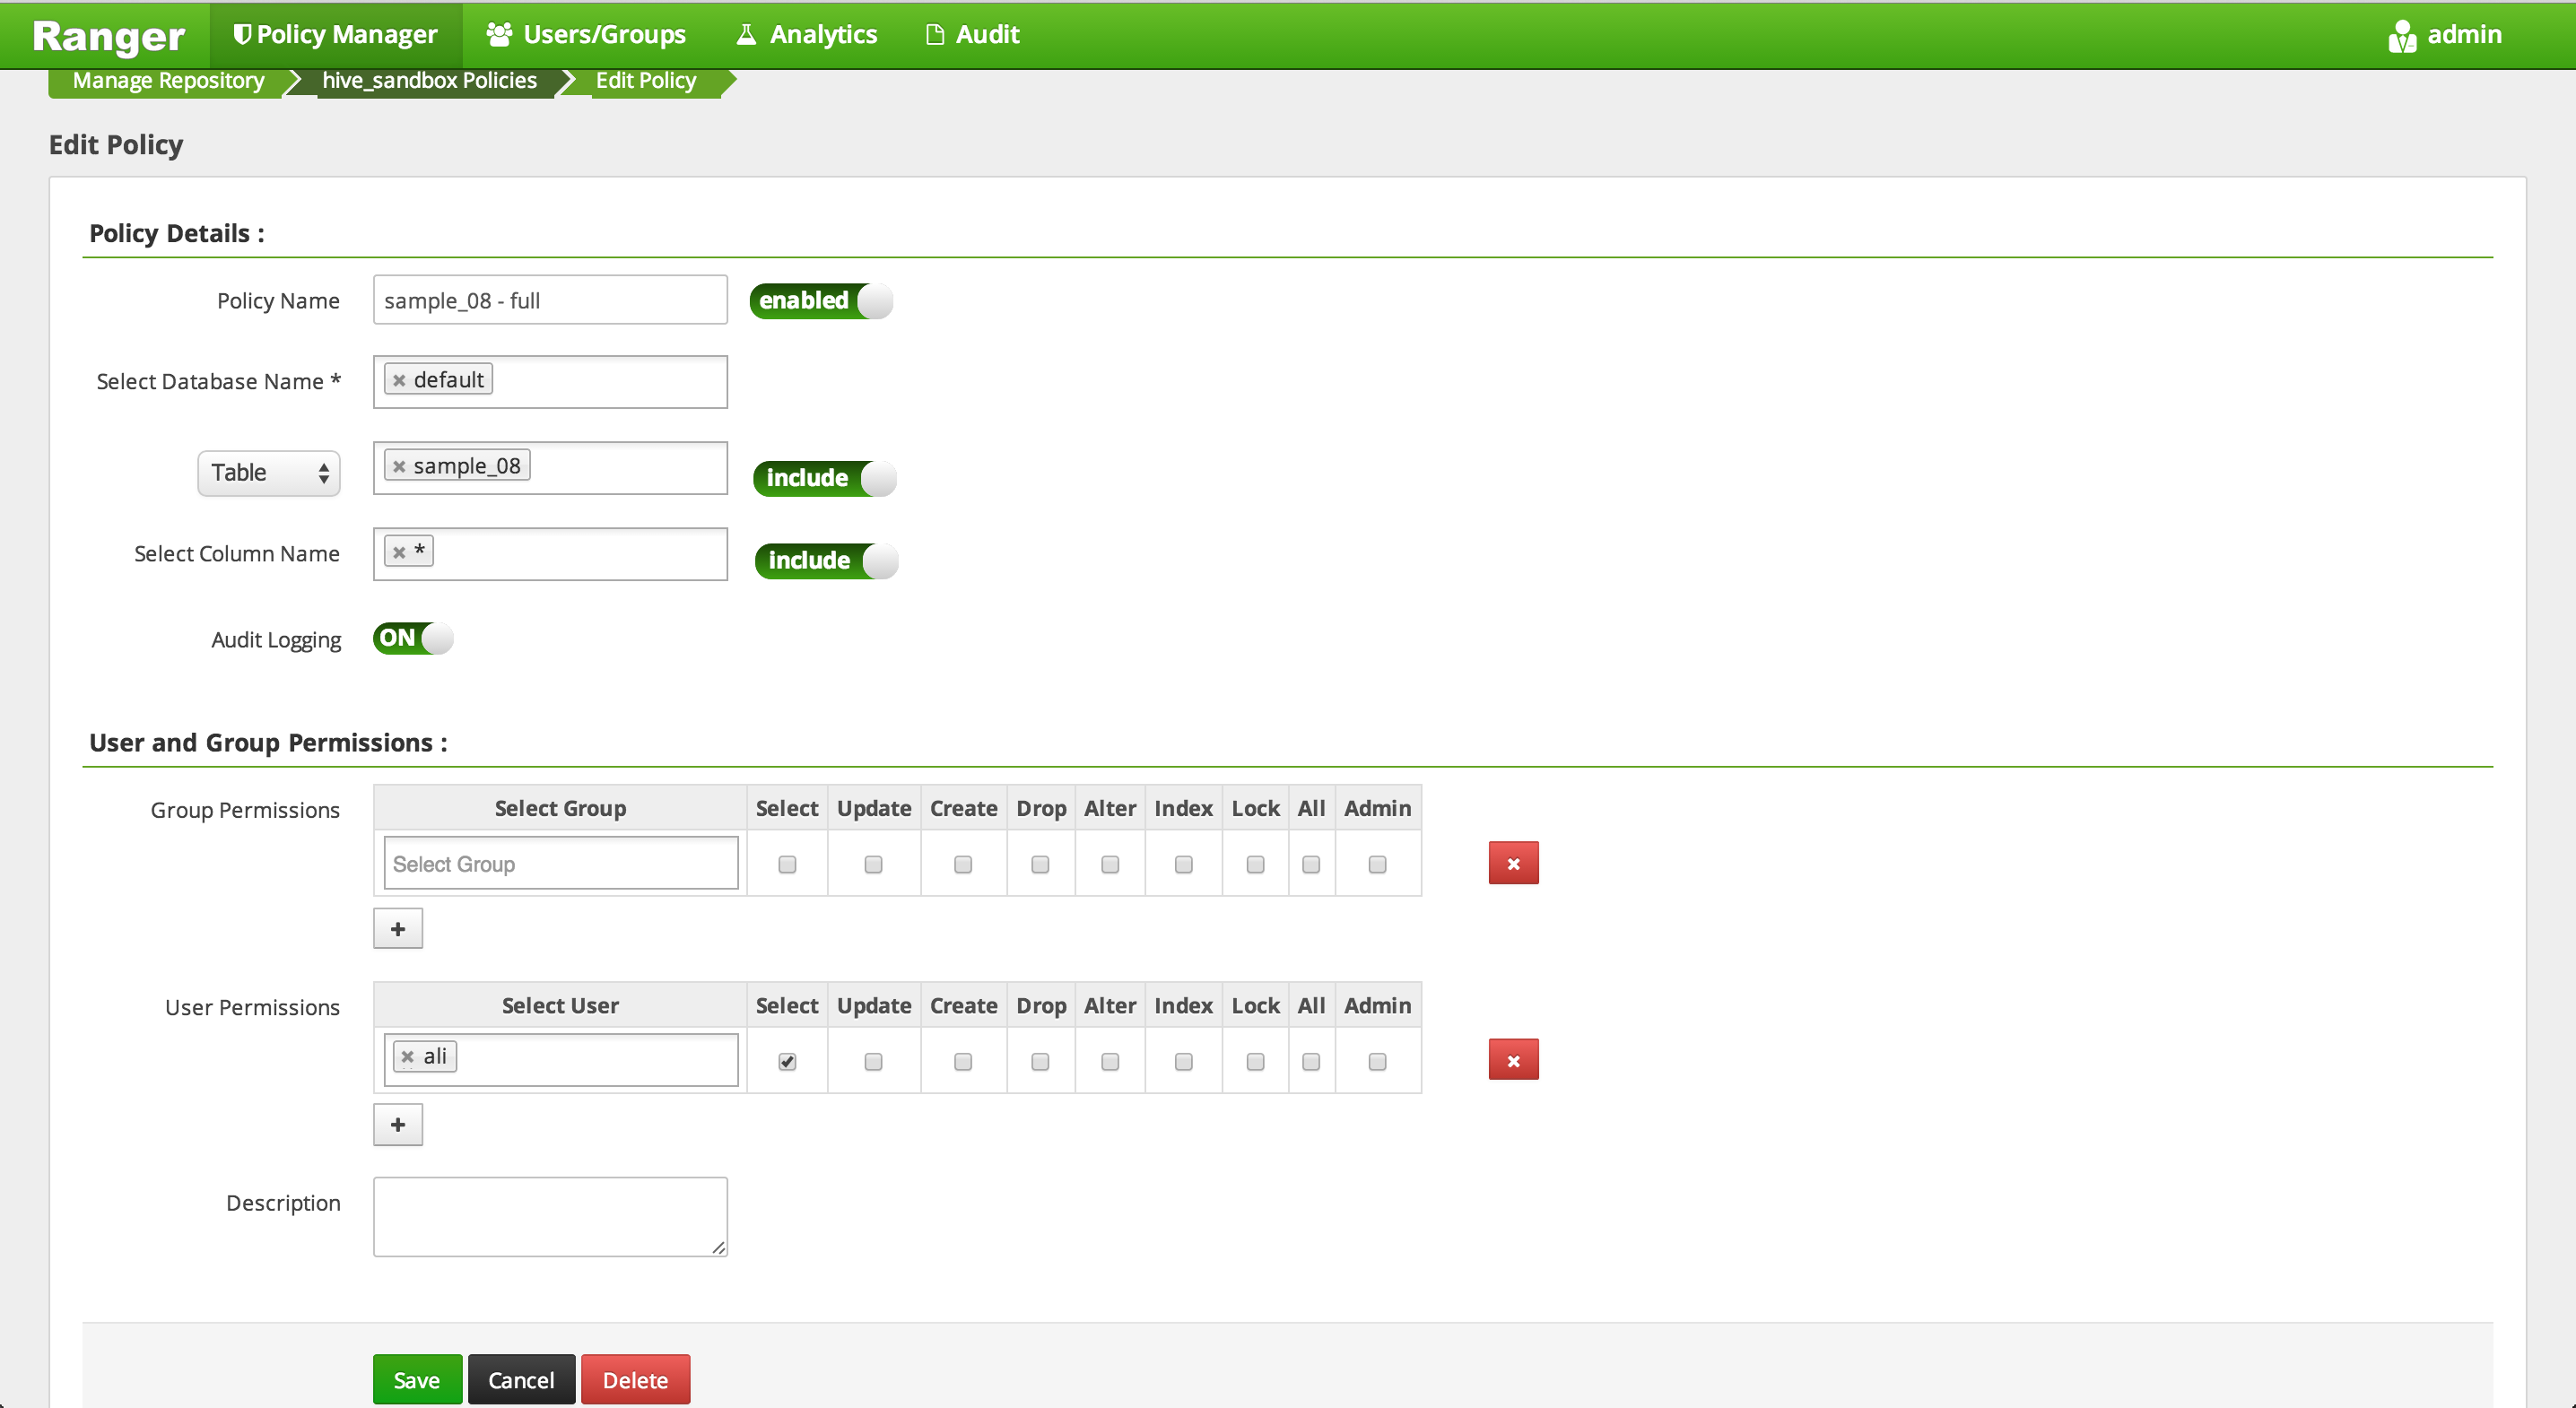 Ranger Policy Manager Users/Groups Analytics Audit admin
Manage Repository hive_sandbox Policies Edit Policy
Edit Policy
Policy Details :
Policy Name sample_08 - full enabled
Select Database Name * × default
Table × sample_08 include
Select Column Name × * include
Audit Logging ON
User and Group Permissions :
Group Permissions Select Group Select Update Create Drop Alter Index Lock All Admin
Select Group ×
+
User Permissions Select User Select Update Create Drop Alter Index Lock All Admin
× ali ×
+
Description
Save Cancel Delete